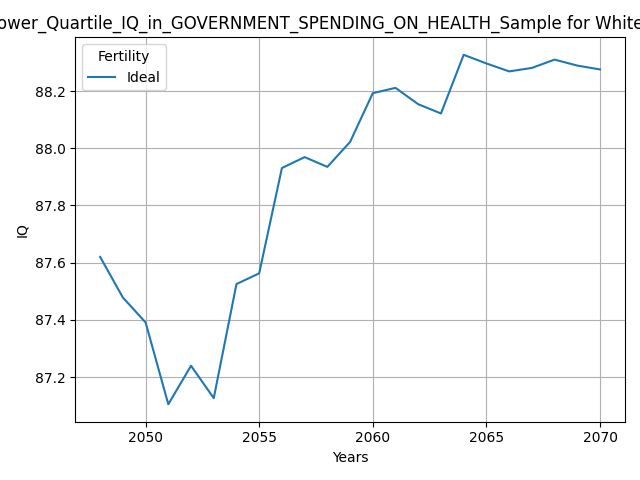 ower_Quartile_IQ_in_GOVERNMENT_SPENDING_ON_HEALTH_Sample for White
Fertility
Ideal
88.2
88.0
87.8
87.6
87.4
87.2
IQ
2050 2055 2060 2065 2070
Years